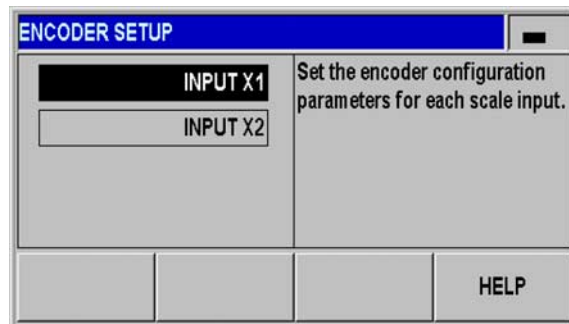 ENCODER SETUP
INPUT X1
INPUT X2
Set the encoder configuration
parameters for each scale input.
HELP